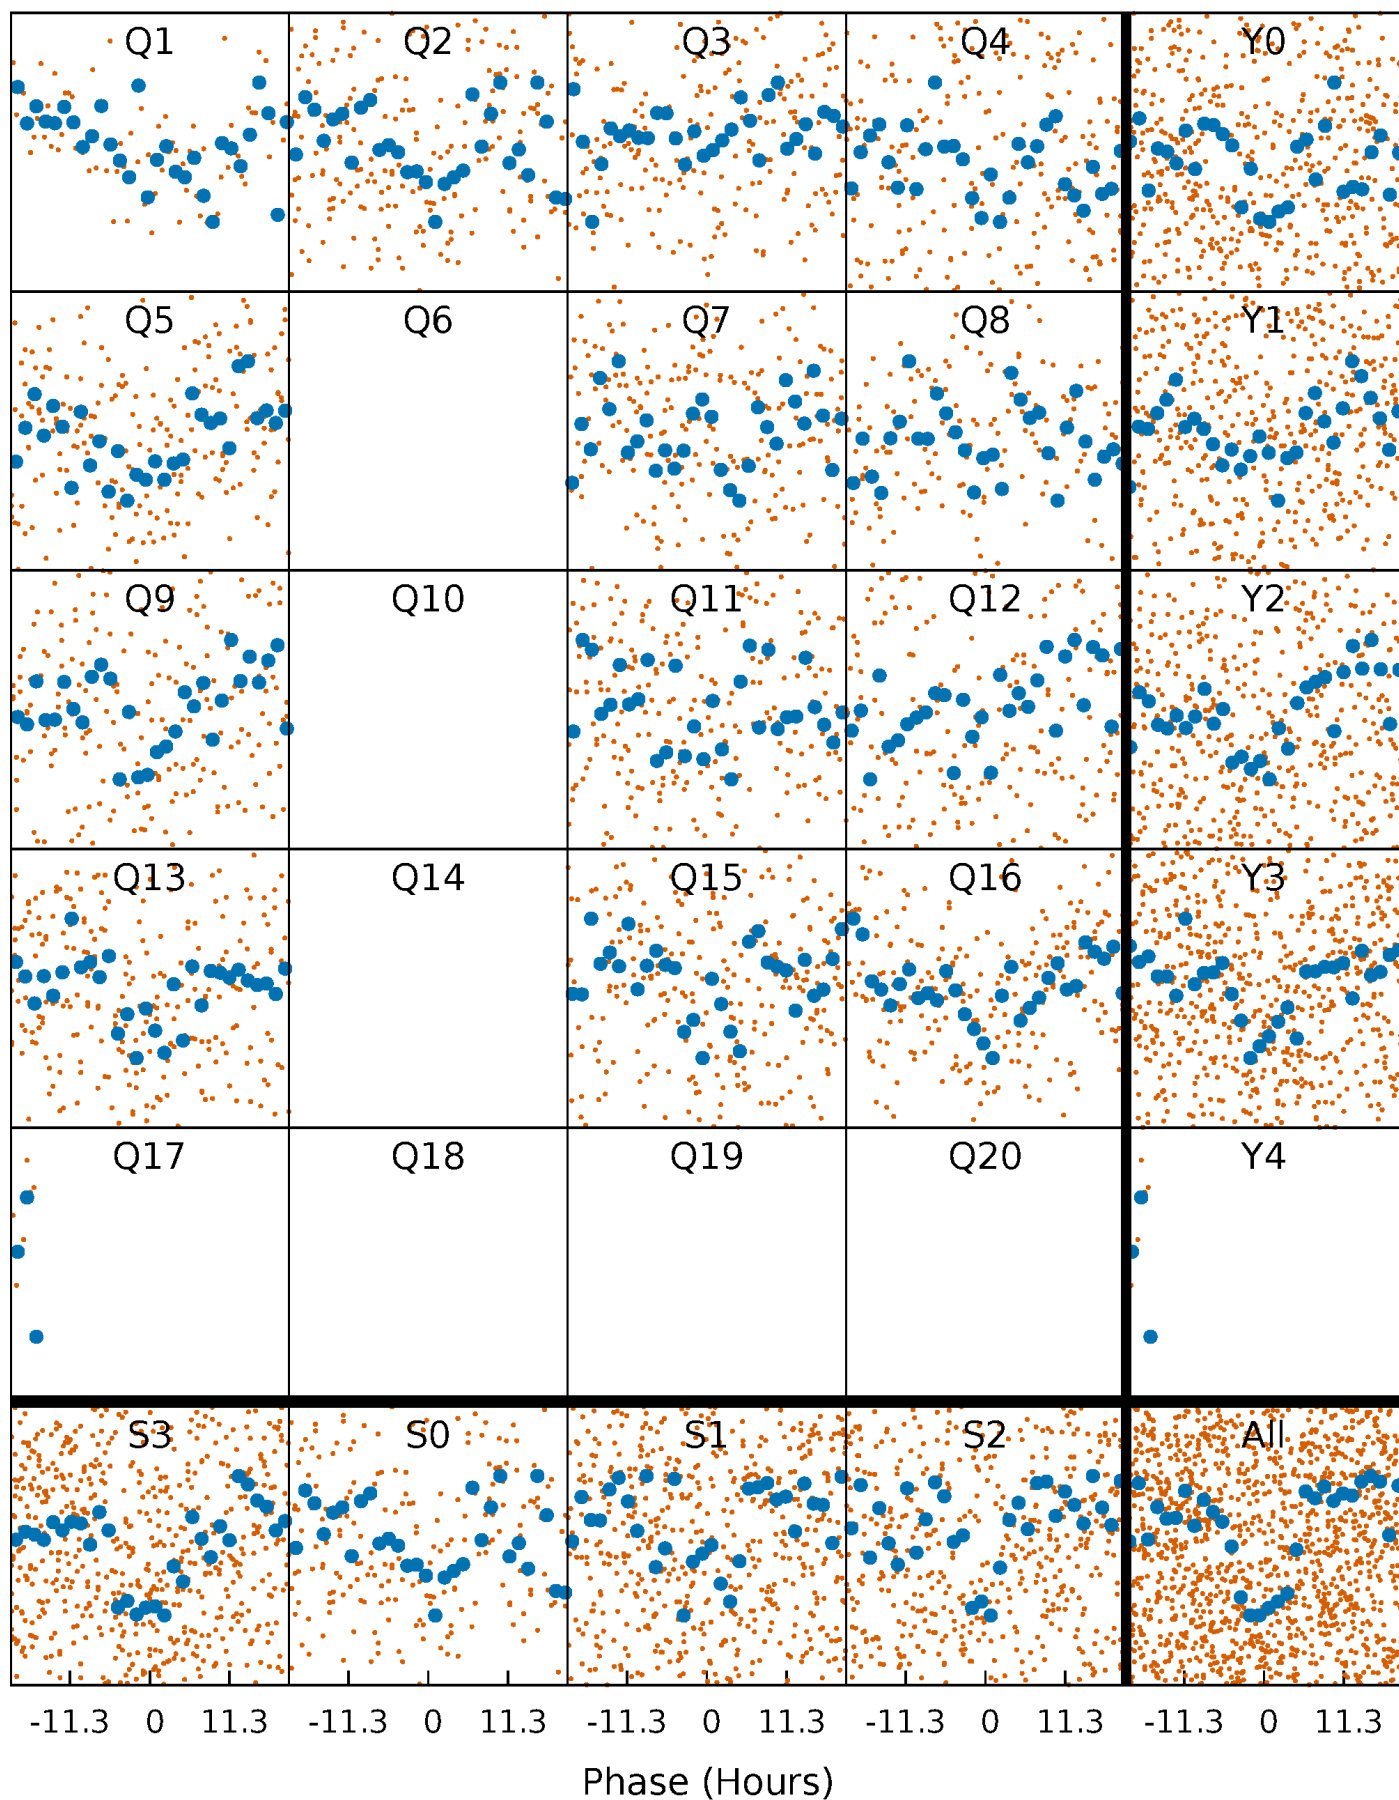 Q1 Q2 Q3 Q4 Y0
Q5 Q6 Q7 Q8 Y1
Q9 Q10 Q11 Q12 Y2
Q13 Q14 Q15 Q16 Y3
Q17 Q18 Q19 Q20 Y4
S3 S0 S1 S2 All
-11.3 0 11.3 -11.3 0 11.3 -11.3 0 11.3 -11.3 0 11.3 -11.3 0 11.3
Phase (Hours)